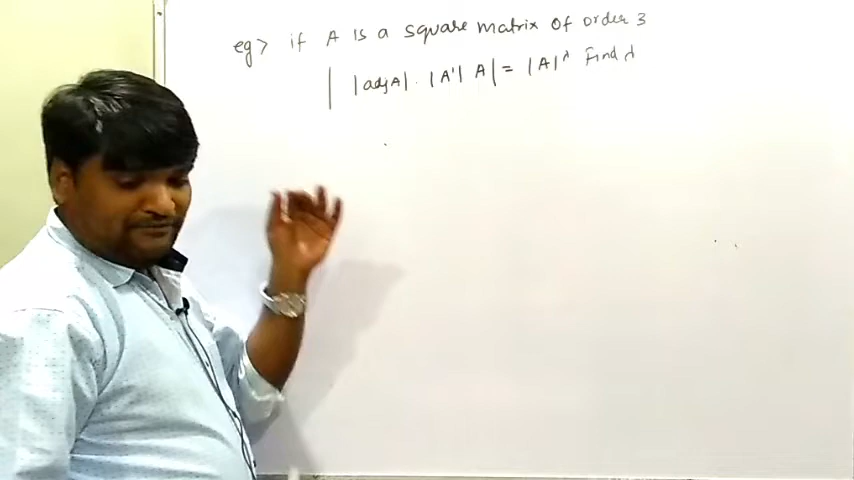 eg> if A is a square matrix of order 3
| |adjA| . |A'| A| = |A|^λ Find λ